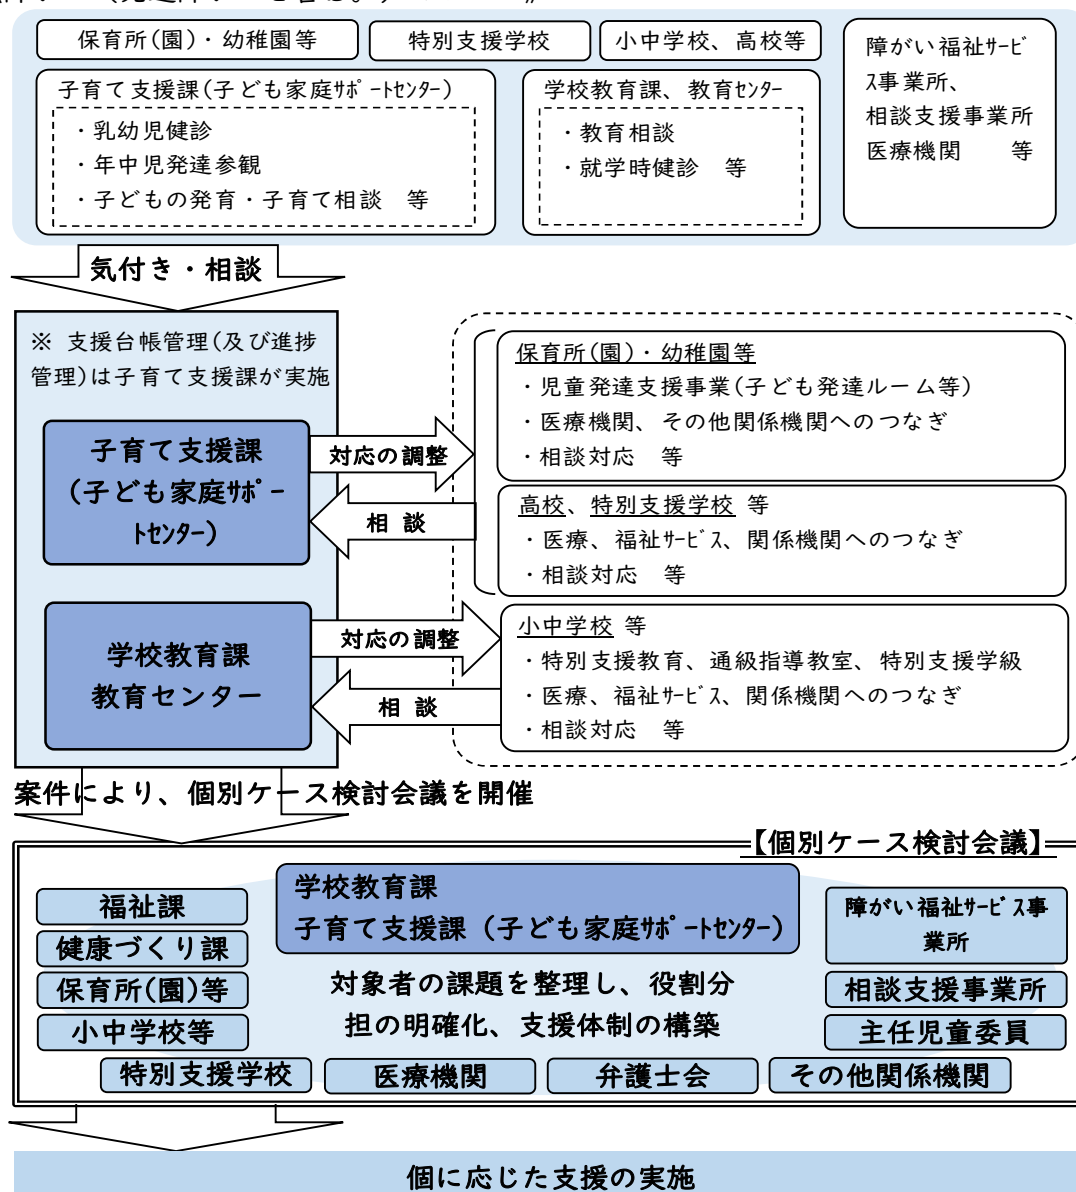 保育所(園)・幼稚園等
特別支援学校
小中学校、高校等
障がい福祉ｻｰﾋﾞ
ｽ事業所、
相談支援事業所
医療機関　　等
子育て支援課(子ども家庭ｻﾎﾟｰﾄｾﾝﾀｰ)
・乳幼児健診
・年中児発達参観
・子どもの発育・子育て相談　等
学校教育課、教育ｾﾝﾀｰ
・教育相談
・就学時健診　等
気付き・相談
※ 支援台帳管理(及び進捗
管理)は子育て支援課が実施
子育て支援課
(子ども家庭ｻﾎﾟｰ
ﾄｾﾝﾀｰ)
対応の調整
相 談
保育所(園)・幼稚園等
・児童発達支援事業(子ども発達ルーム等)
・医療機関、その他関係機関へのつなぎ
・相談対応　等
高校、特別支援学校 等
・医療、福祉ｻｰﾋﾞｽ、関係機関へのつなぎ
・相談対応　等
学校教育課
教育センター
対応の調整
相 談
小中学校 等
・特別支援教育、通級指導教室、特別支援学級
・医療、福祉ｻｰﾋﾞｽ、関係機関へのつなぎ
・相談対応　等
案件により、個別ケース検討会議を開催
【個別ケース検討会議】
学校教育課
子育て支援課（子ども家庭ｻﾎﾟｰﾄｾﾝﾀｰ)
福祉課
健康づくり課
保育所(園)等
小中学校等
対象者の課題を整理し、役割分
担の明確化、支援体制の構築
障がい福祉ｻｰﾋﾞｽ事
業所
相談支援事業所
主任児童委員
特別支援学校
医療機関
弁護士会
その他関係機関
個に応じた支援の実施